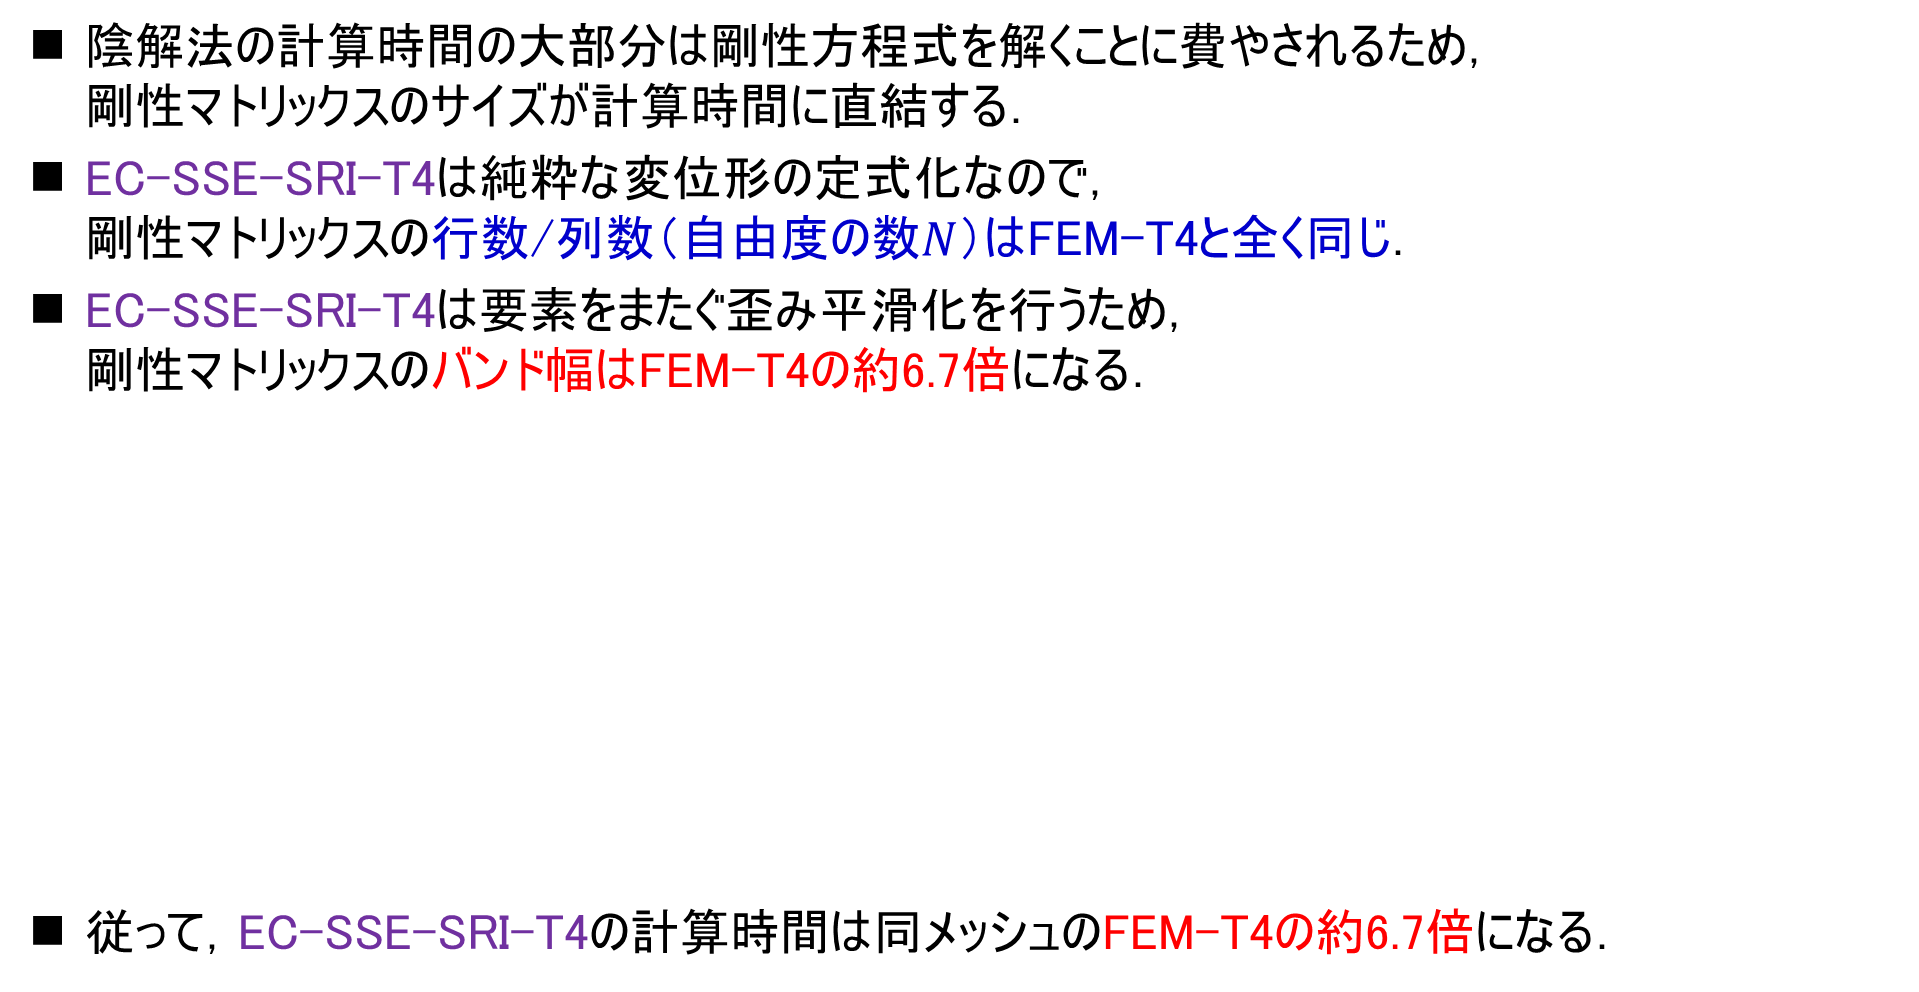 ■ 陰解法の計算時間の大部分は剛性方程式を解くことに費やされるため,
剛性マトリックスのサイズが計算時間に直結する.
■ EC-SSE-SRI-T4は純粋な変位形の定式化なので,
剛性マトリックスの行数/列数(自由度の数N)はFEM-T4と全く同じ.
■ EC-SSE-SRI-T4は要素をまたぐ歪み平滑化を行うため,
剛性マトリックスのバンド幅はFEM-T4の約6.7倍になる.
■ 従って, EC-SSE-SRI-T4の計算時間は同メッシュのFEM-T4の約6.7倍になる.